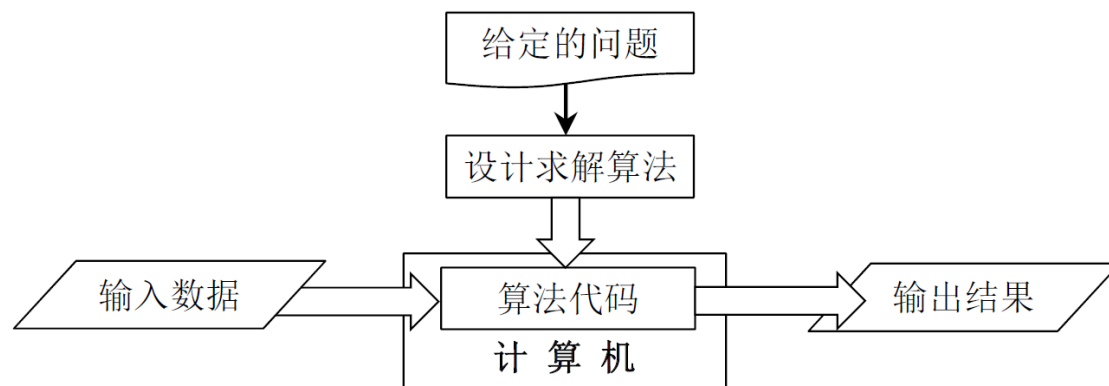 给定的问题
设计求解算法
输入数据
算法代码
输出结果
计 算 机